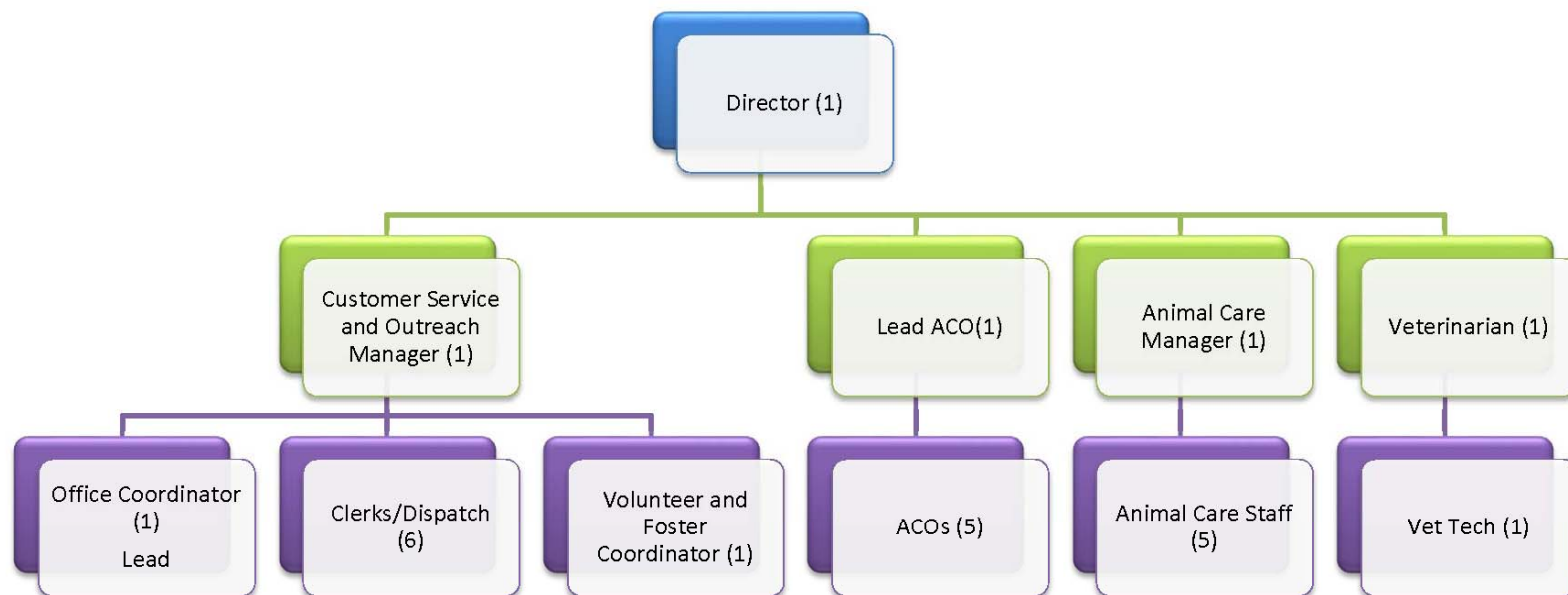 Director (1)
Customer Service
and Outreach
Manager (1)
Lead ACO(1)
Animal Care
Manager (1)
Veterinarian (1)
Office Coordinator
(1)
Lead
Clerks/Dispatch
(6)
Volunteer and
Foster
Coordinator (1)
ACOs (5)
Animal Care Staff
(5)
Vet Tech (1)